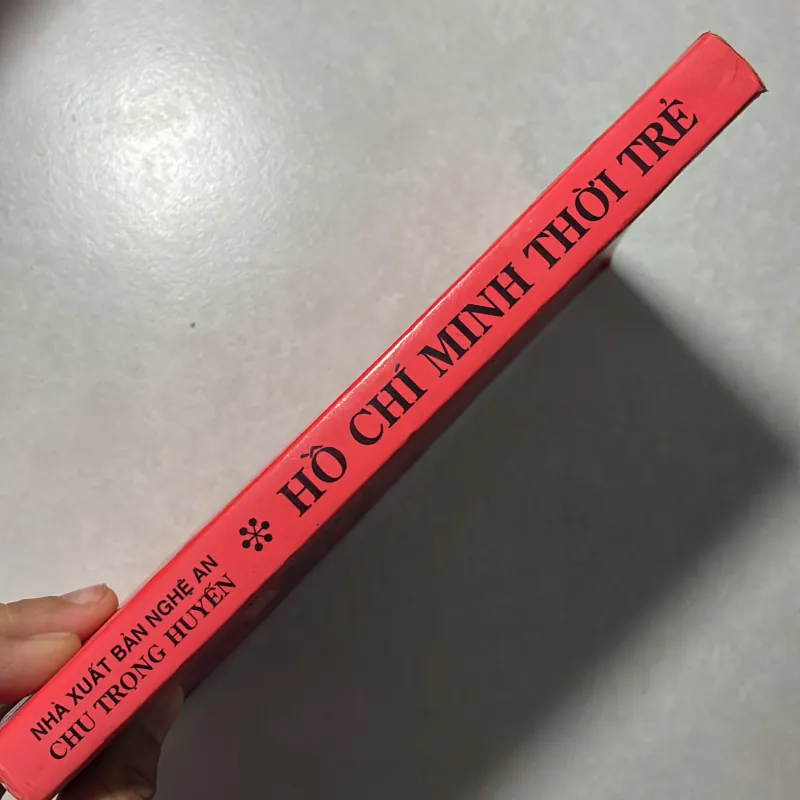 NHÀ XUẤT BẢN NGHỆ AN
CHU TRỌNG HUYẾN
HỒ CHÍ MINH THỜI TRẺ